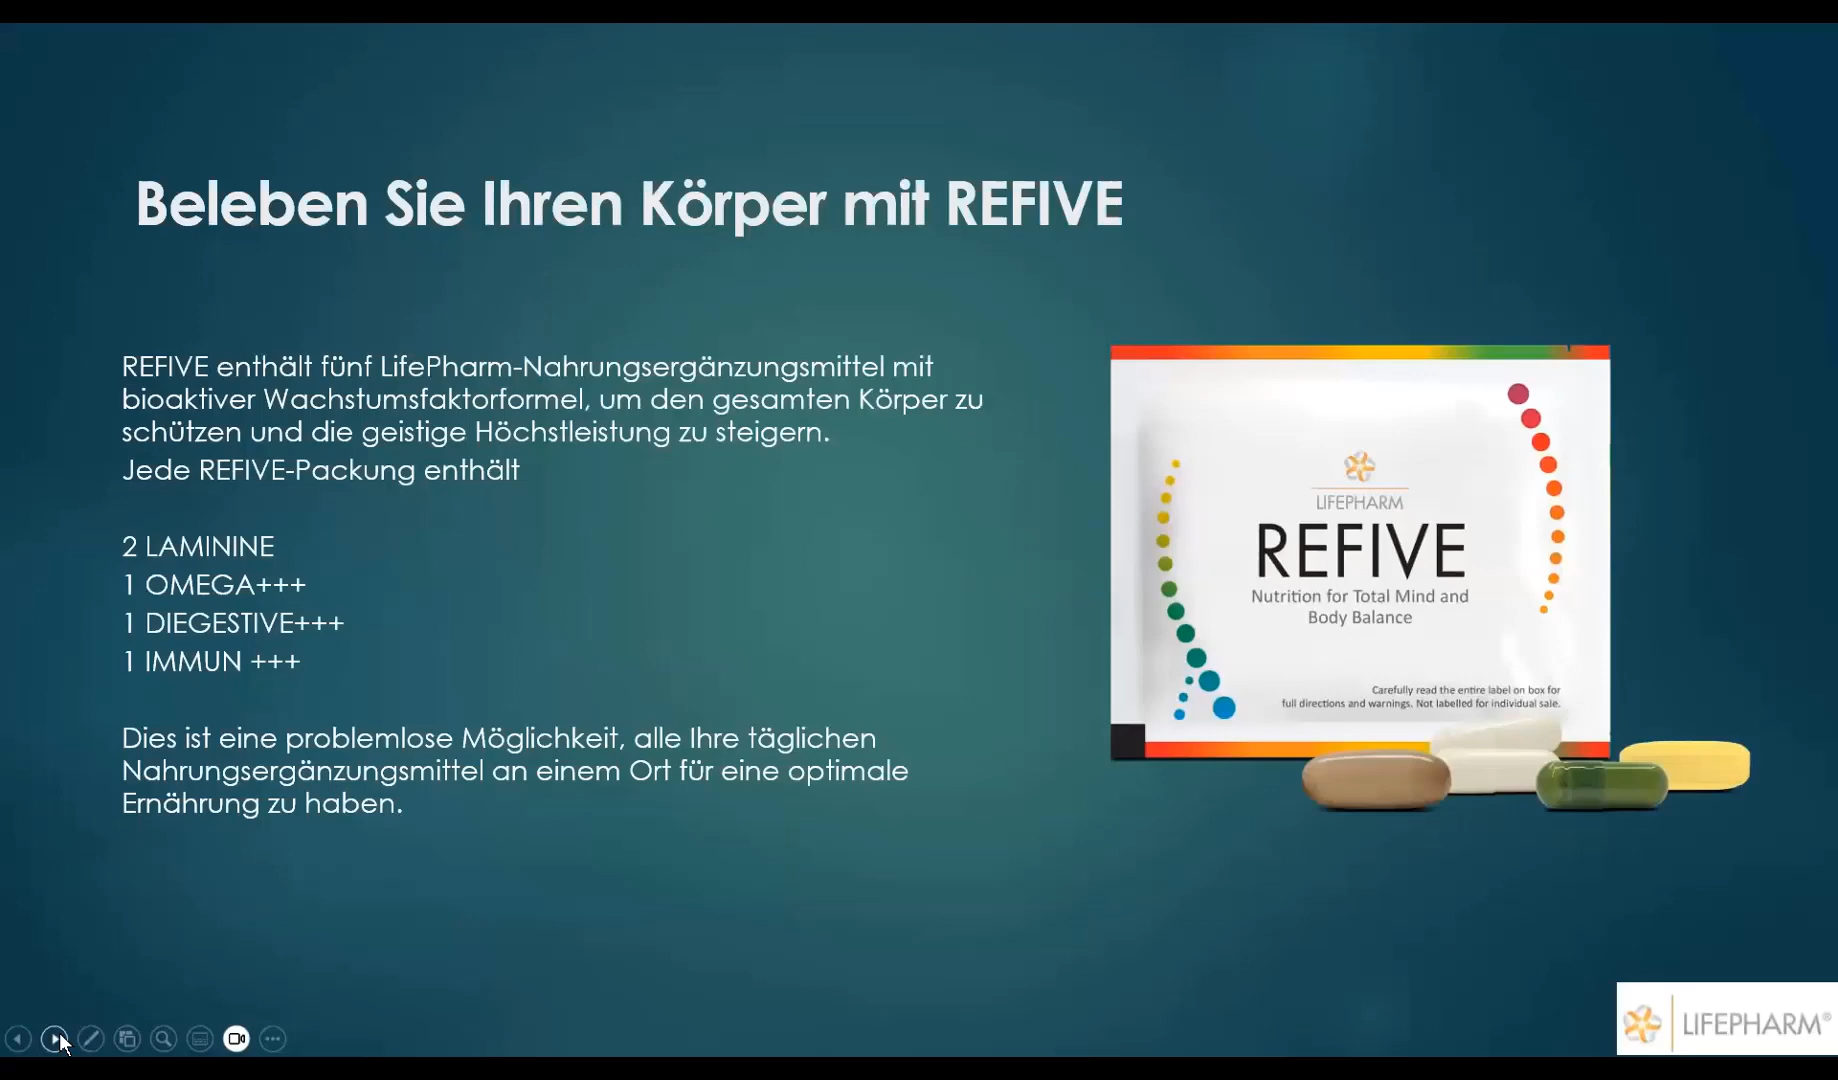 Beleben Sie Ihren Körper mit REFIVE
REFIVE enthält fünf LifePharm-Nahrungsergänzungsmittel mit
bioaktiver Wachstumsfaktorformel, um den gesamten Körper zu
schützen und die geistige Höchstleistung zu steigern.
Jede REFIVE-Packung enthält
2 LAMININE
1 OMEGA+++
1 DIEGESTIVE+++
1 IMMUN +++
Dies ist eine problemlose Möglichkeit, alle Ihre täglichen
Nahrungsergänzungsmittel an einem Ort für eine optimale
Ernährung zu haben.
LIFEPHARM
REFIVE
Nutrition for Total Mind and
Body Balance
Carefully read the entire label on box for
full directions and warnings. Not labelled for individual sale.
LIFEPHARM®